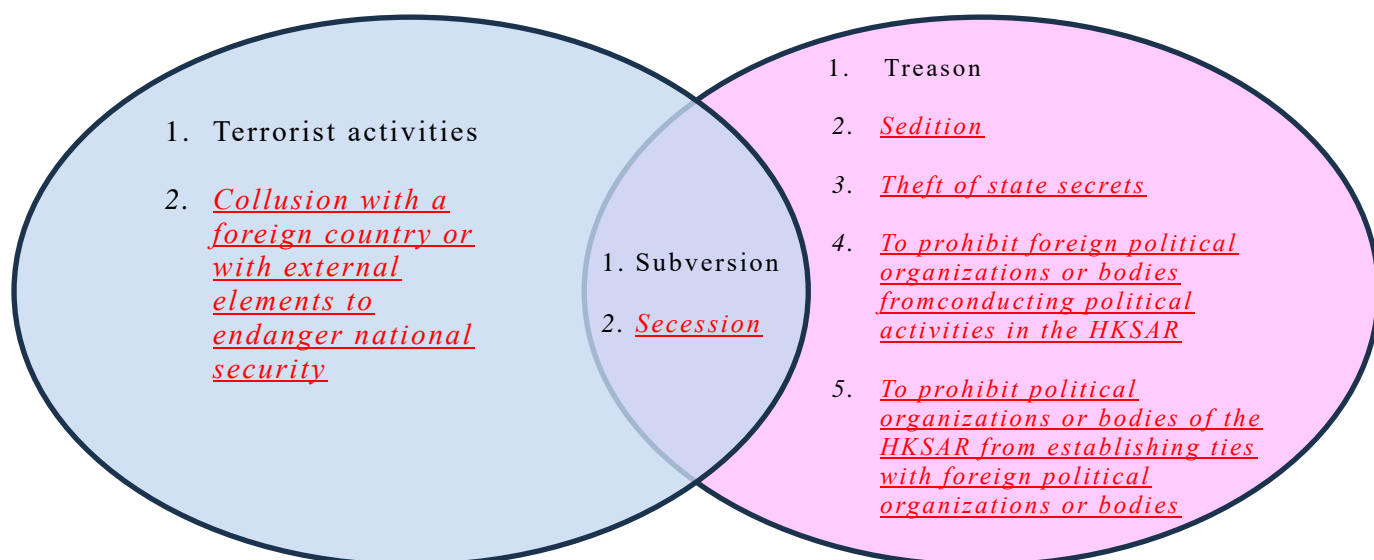 1. Terrorist activities
2. Collusion with a
foreign country or
with external
elements to
endanger national
security
1. Subversion
2. Secession
1. Treason
2. Sedition
3. Theft of state secrets
4. To prohibit foreign political
organizations or bodies
fromconducting political
activities in the HKSAR
5. To prohibit political
organizations or bodies of the
HKSAR from establishing ties
with foreign political
organizations or bodies